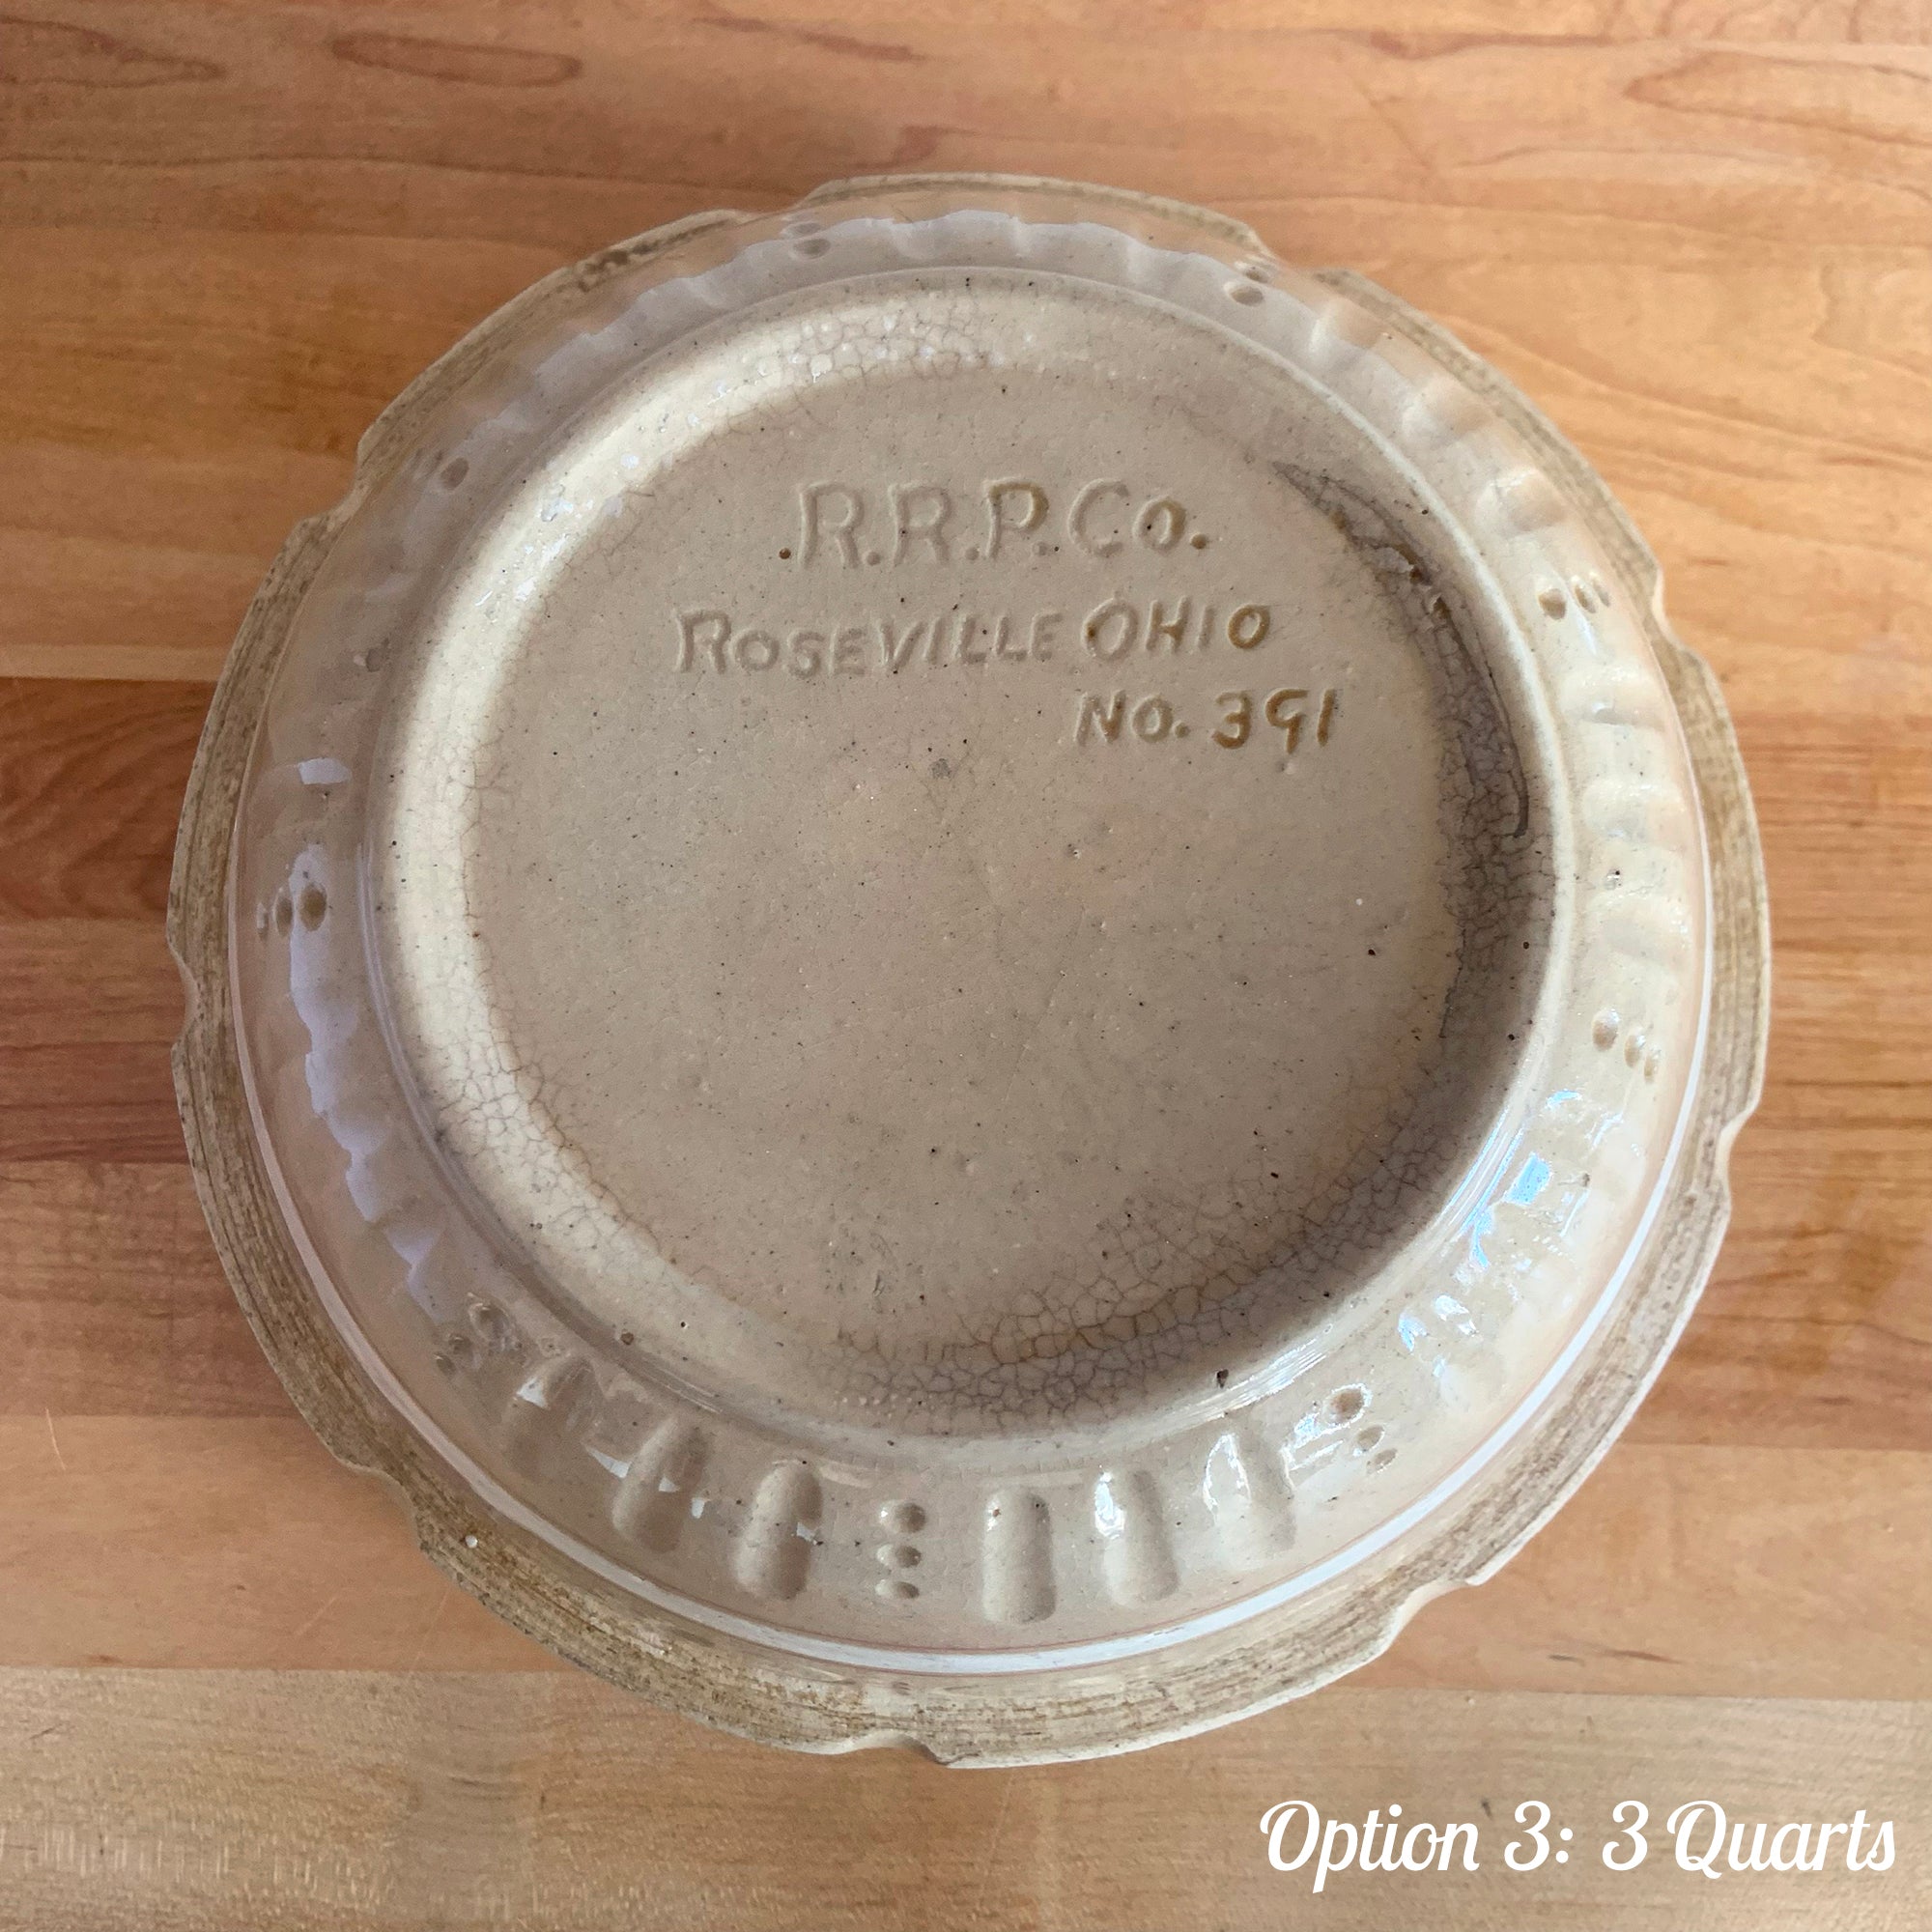 R.R.P.Co.
ROSEVILLE OHIO
NO. 391
Option 3: 3 Quarts